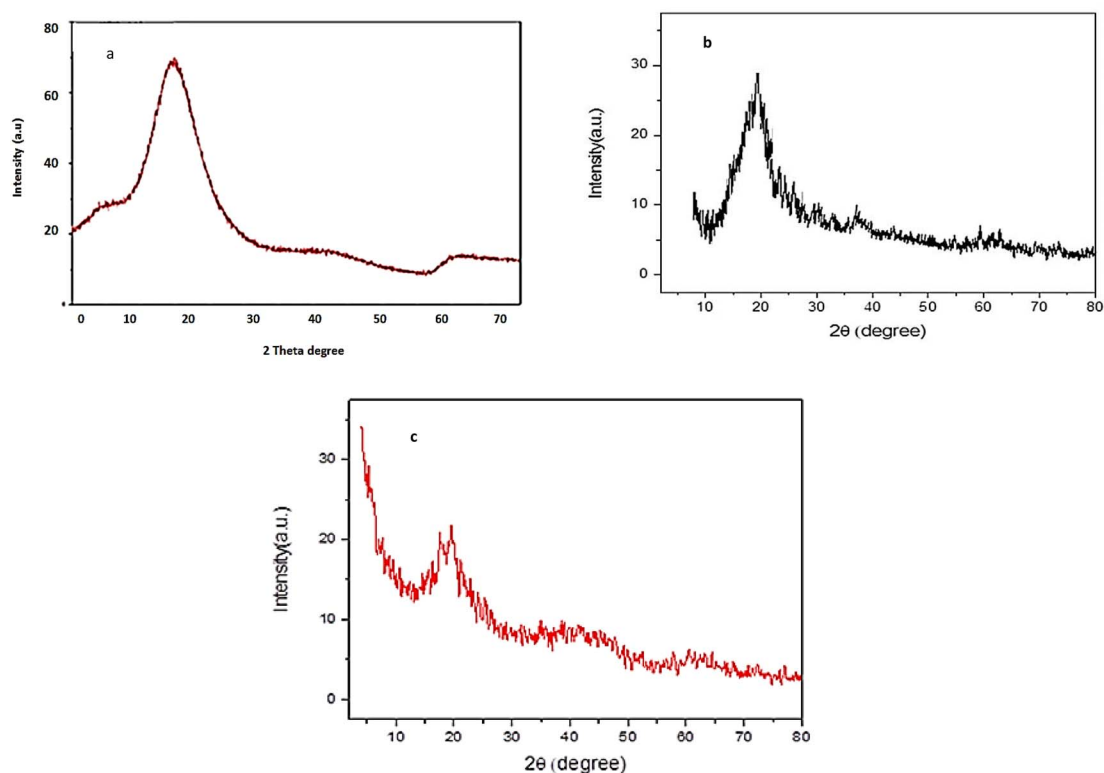 a
Intensity (a.u)
80
60
40
20
0 10 20 30 40 50 60 70
2 Theta degree
b
Intensity(a.u.)
30
20
10
0
10 20 30 40 50 60 70 80
2θ (degree)
c
Intensity(a.u.)
30
20
10
0
10 20 30 40 50 60 70 80
2θ (degree)